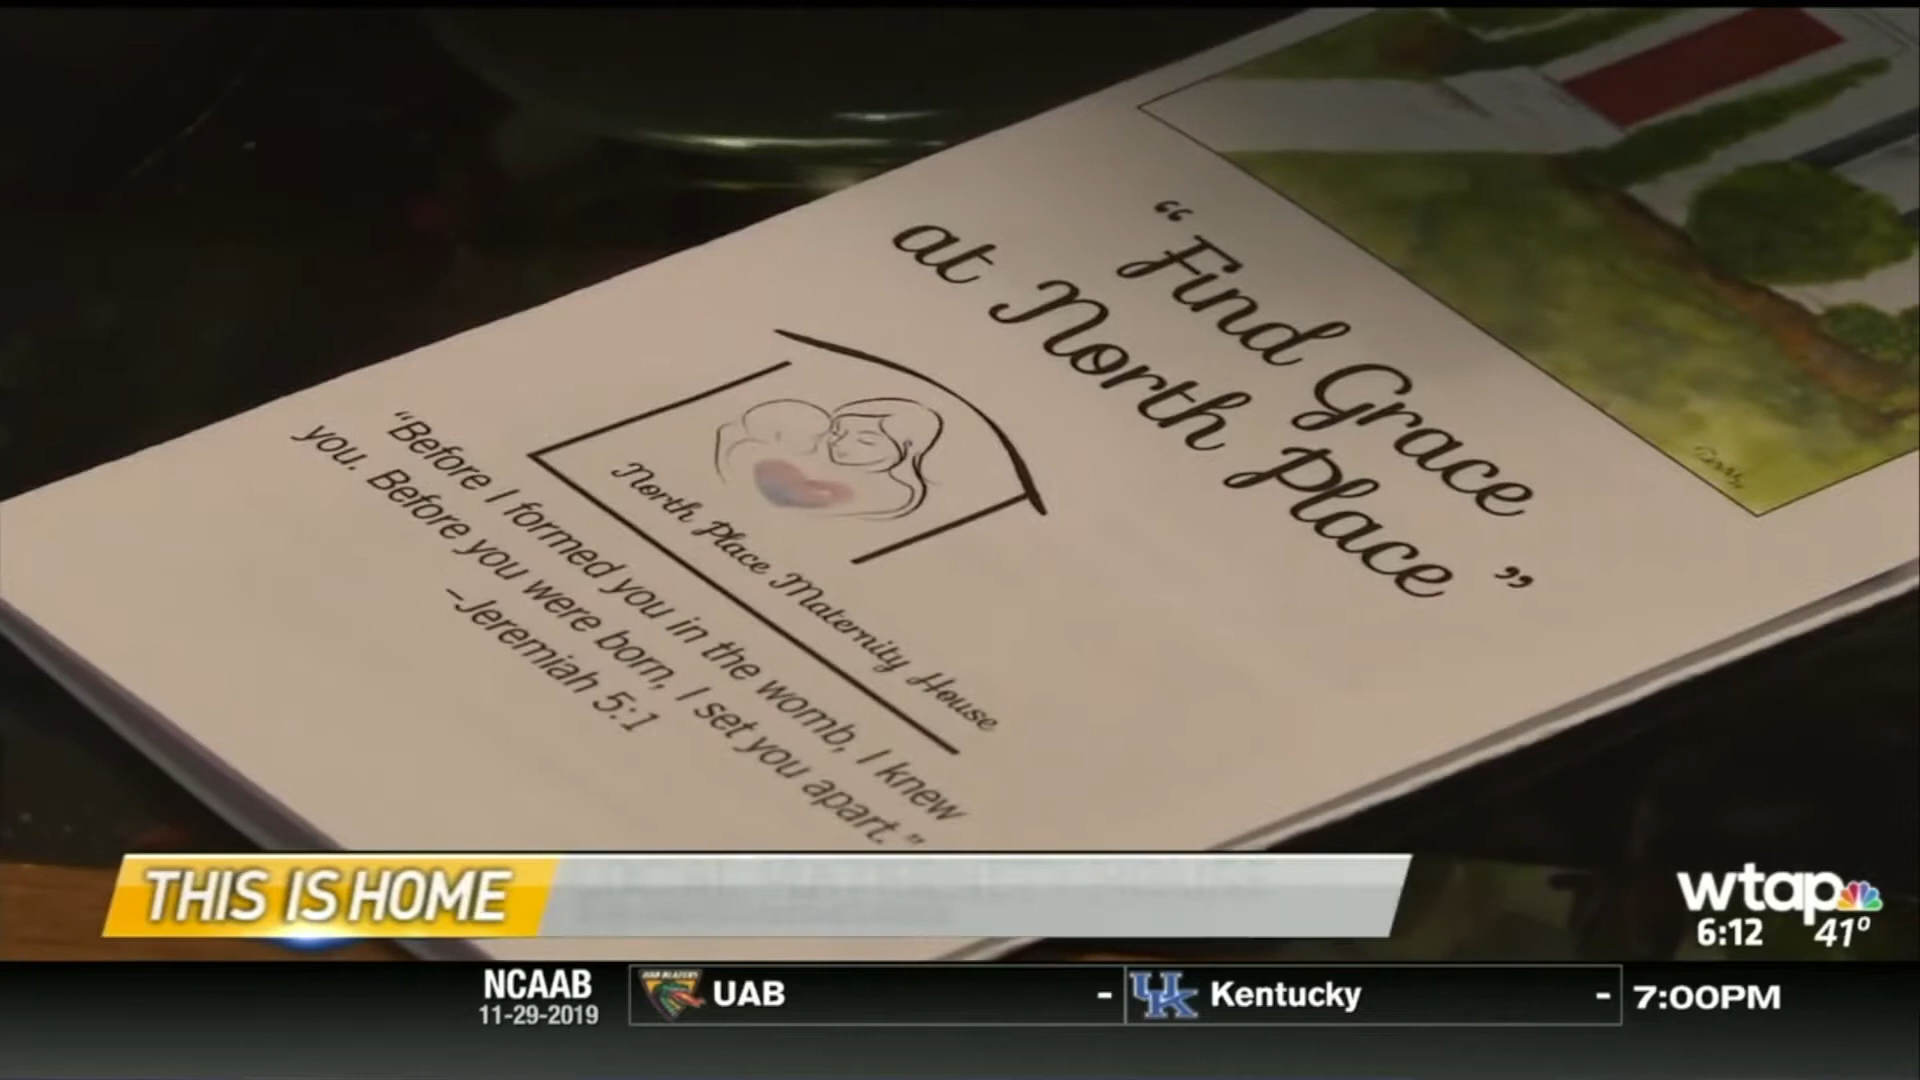 “Find Grace
at North Place”
North Place Maternity House
“Before I formed you in the womb, I knew
you. Before you were born, I set you apart.”
–Jeremiah 5:1
THIS IS HOME
wtap
6:12 41°
NCAAB
11-29-2019
UAB - Kentucky - 7:00PM